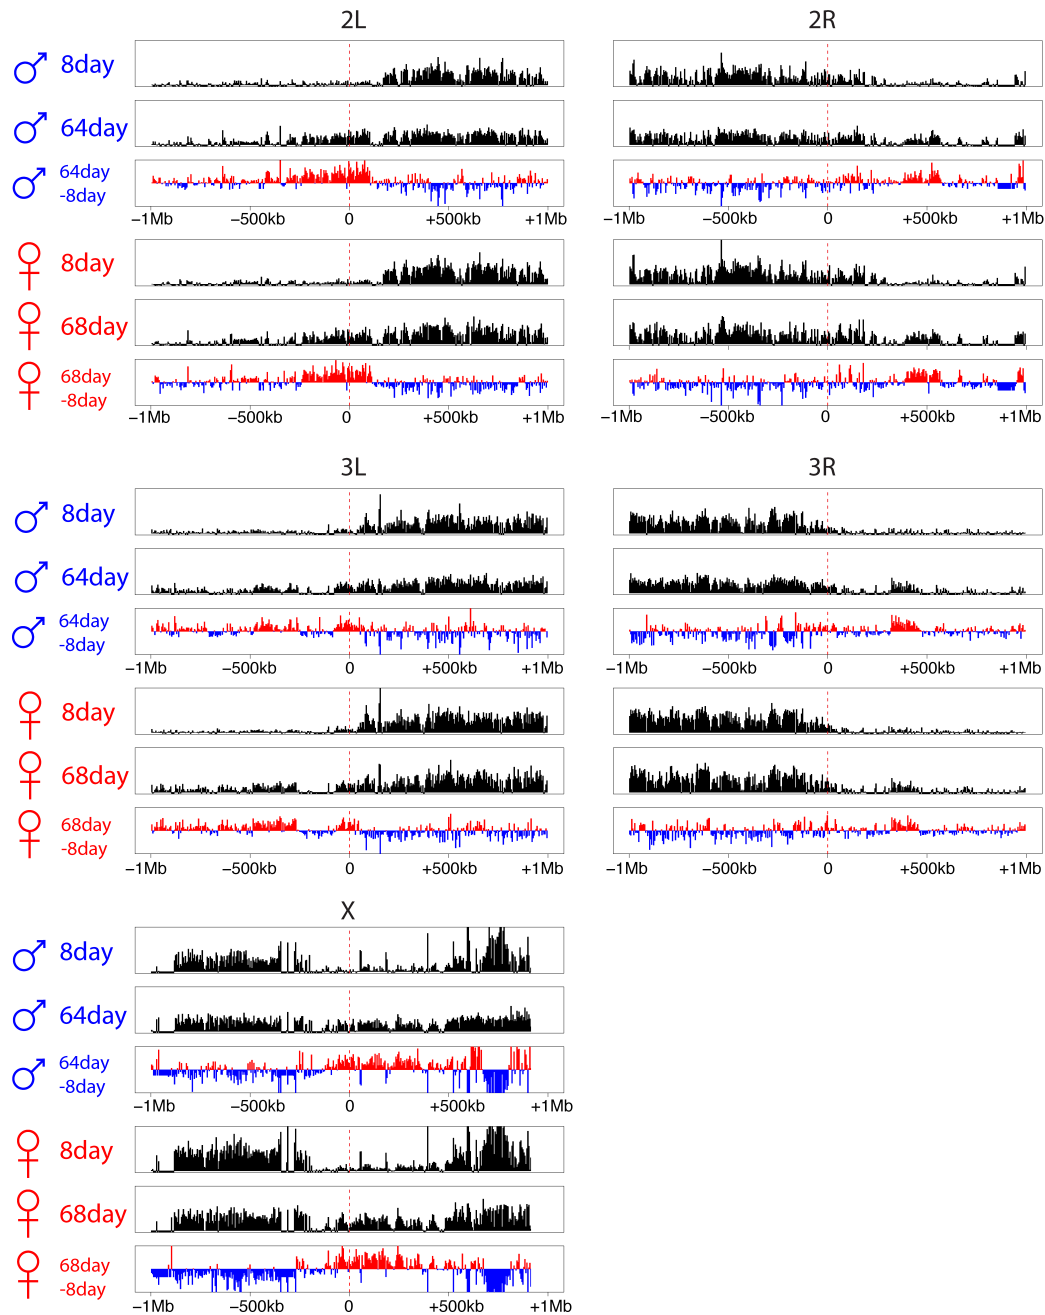 2L 2R
♂ 8day
♂ 64day
♂ 64day
-8day
−1Mb −500kb 0 +500kb +1Mb −1Mb −500kb 0 +500kb +1Mb
♀ 8day
♀ 68day
♀ 68day
-8day
−1Mb −500kb 0 +500kb +1Mb −1Mb −500kb 0 +500kb +1Mb
3L 3R
♂ 8day
♂ 64day
♂ 64day
-8day
−1Mb −500kb 0 +500kb +1Mb −1Mb −500kb 0 +500kb +1Mb
♀ 8day
♀ 68day
♀ 68day
-8day
−1Mb −500kb 0 +500kb +1Mb −1Mb −500kb 0 +500kb +1Mb
X
♂ 8day
♂ 64day
♂ 64day
-8day
−1Mb −500kb 0 +500kb +1Mb
♀ 8day
♀ 68day
♀ 68day
-8day
−1Mb −500kb 0 +500kb +1Mb